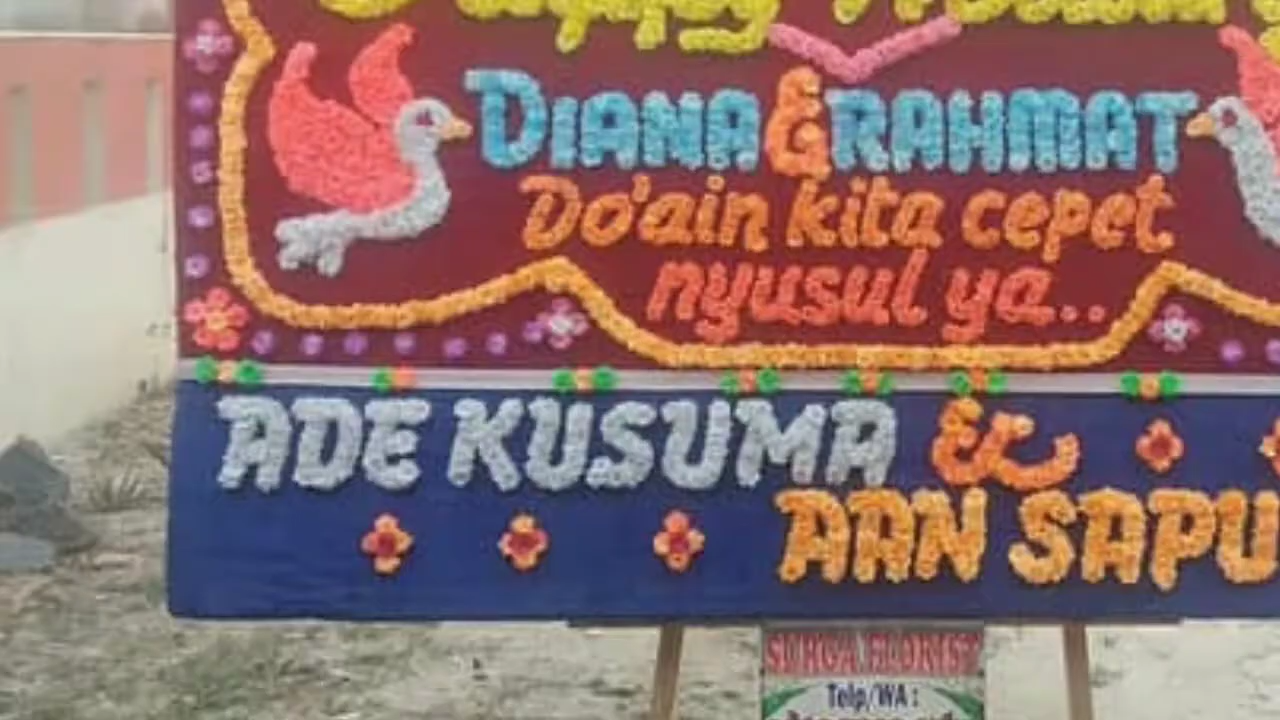 DIANA & RAHMAT
Do'ain kita cepet
nyusul ya..
ADE KUSUMA &
AAN SAPU
SURGA FLORIST
Telp/WA :